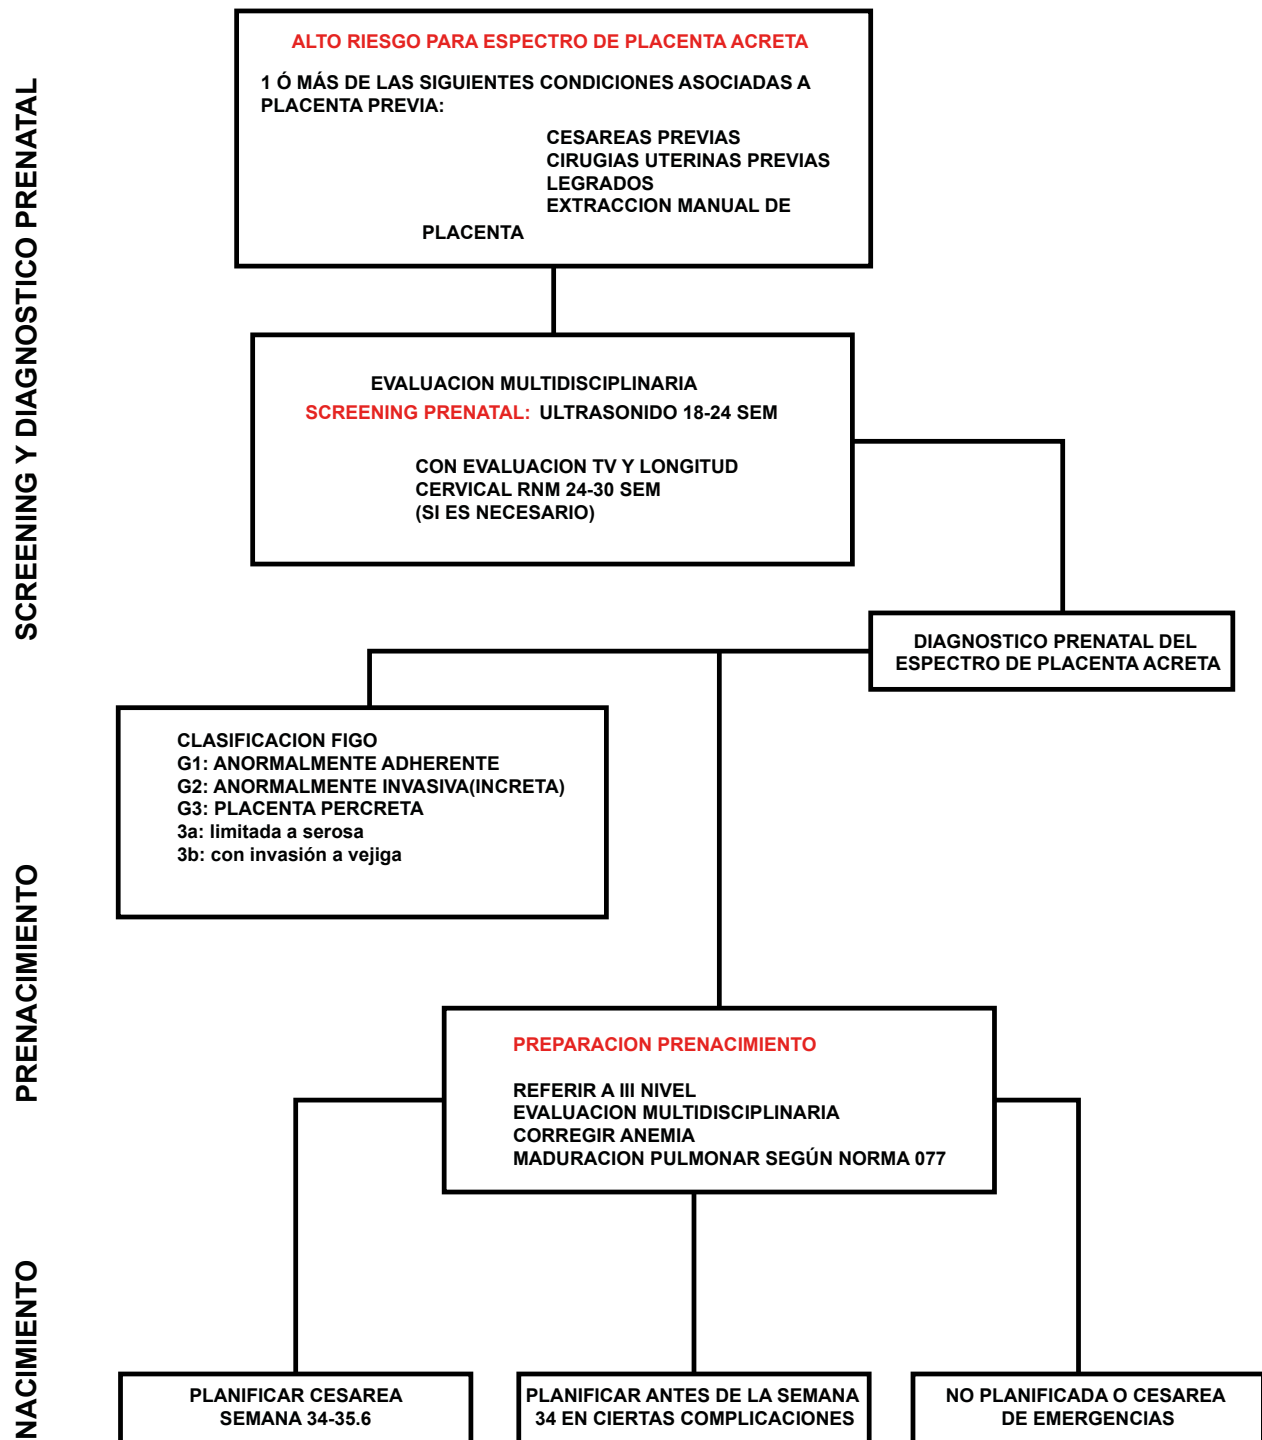 SCREENING Y DIAGNOSTICO PRENATAL
ALTO RIESGO PARA ESPECTRO DE PLACENTA ACRETA
1 Ó MÁS DE LAS SIGUIENTES CONDICIONES ASOCIADAS A
PLACENTA PREVIA:
CESAREAS PREVIAS
CIRUGIAS UTERINAS PREVIAS
LEGRADOS
EXTRACCION MANUAL DE
PLACENTA
EVALUACION MULTIDISCIPLINARIA
SCREENING PRENATAL: ULTRASONIDO 18-24 SEM
CON EVALUACION TV Y LONGITUD
CERVICAL RNM 24-30 SEM
(SI ES NECESARIO)
DIAGNOSTICO PRENATAL DEL
ESPECTRO DE PLACENTA ACRETA
CLASIFICACION FIGO
G1: ANORMALMENTE ADHERENTE
G2: ANORMALMENTE INVASIVA(INCRETA)
G3: PLACENTA PERCRETA
3a: limitada a serosa
3b: con invasión a vejiga
PRENACIMIENTO
PREPARACION PRENACIMIENTO
REFERIR A III NIVEL
EVALUACION MULTIDISCIPLINARIA
CORREGIR ANEMIA
MADURACION PULMONAR SEGÚN NORMA 077
NACIMIENTO
PLANIFICAR CESAREA
SEMANA 34-35.6
PLANIFICAR ANTES DE LA SEMANA
34 EN CIERTAS COMPLICACIONES
NO PLANIFICADA O CESAREA
DE EMERGENCIAS